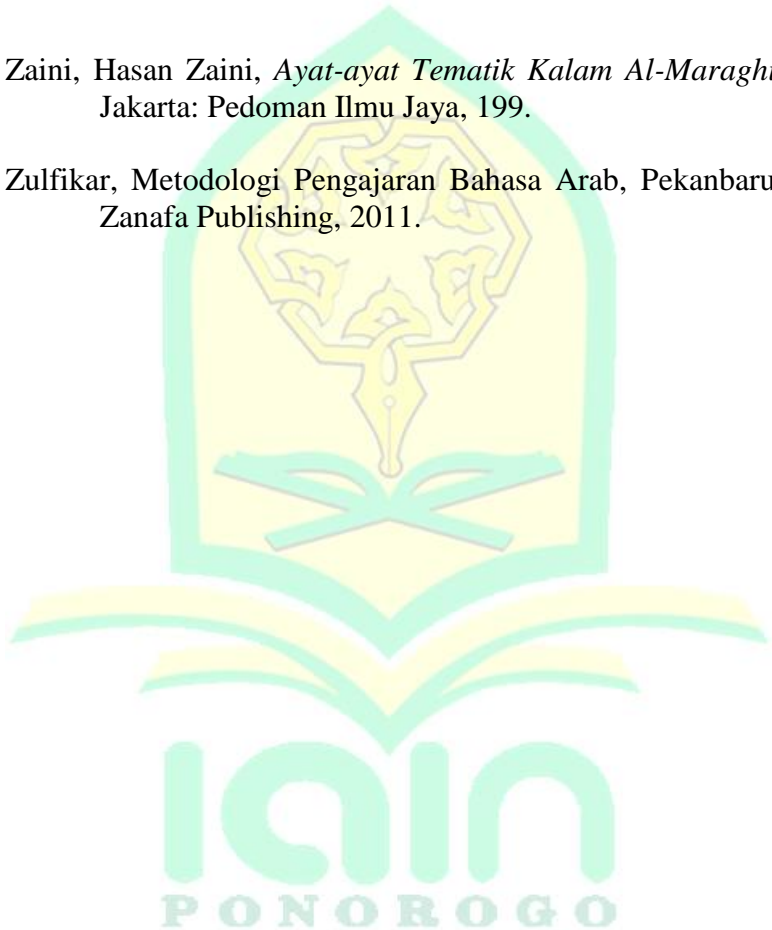 Zaini, Hasan Zaini, Ayat-ayat Tematik Kalam Al-Maraghi
Jakarta: Pedoman Ilmu Jaya, 199.
Zulfikar, Metodologi Pengajaran Bahasa Arab, Pekanbaru
Zanafa Publishing, 2011.
iain
PONOROGO